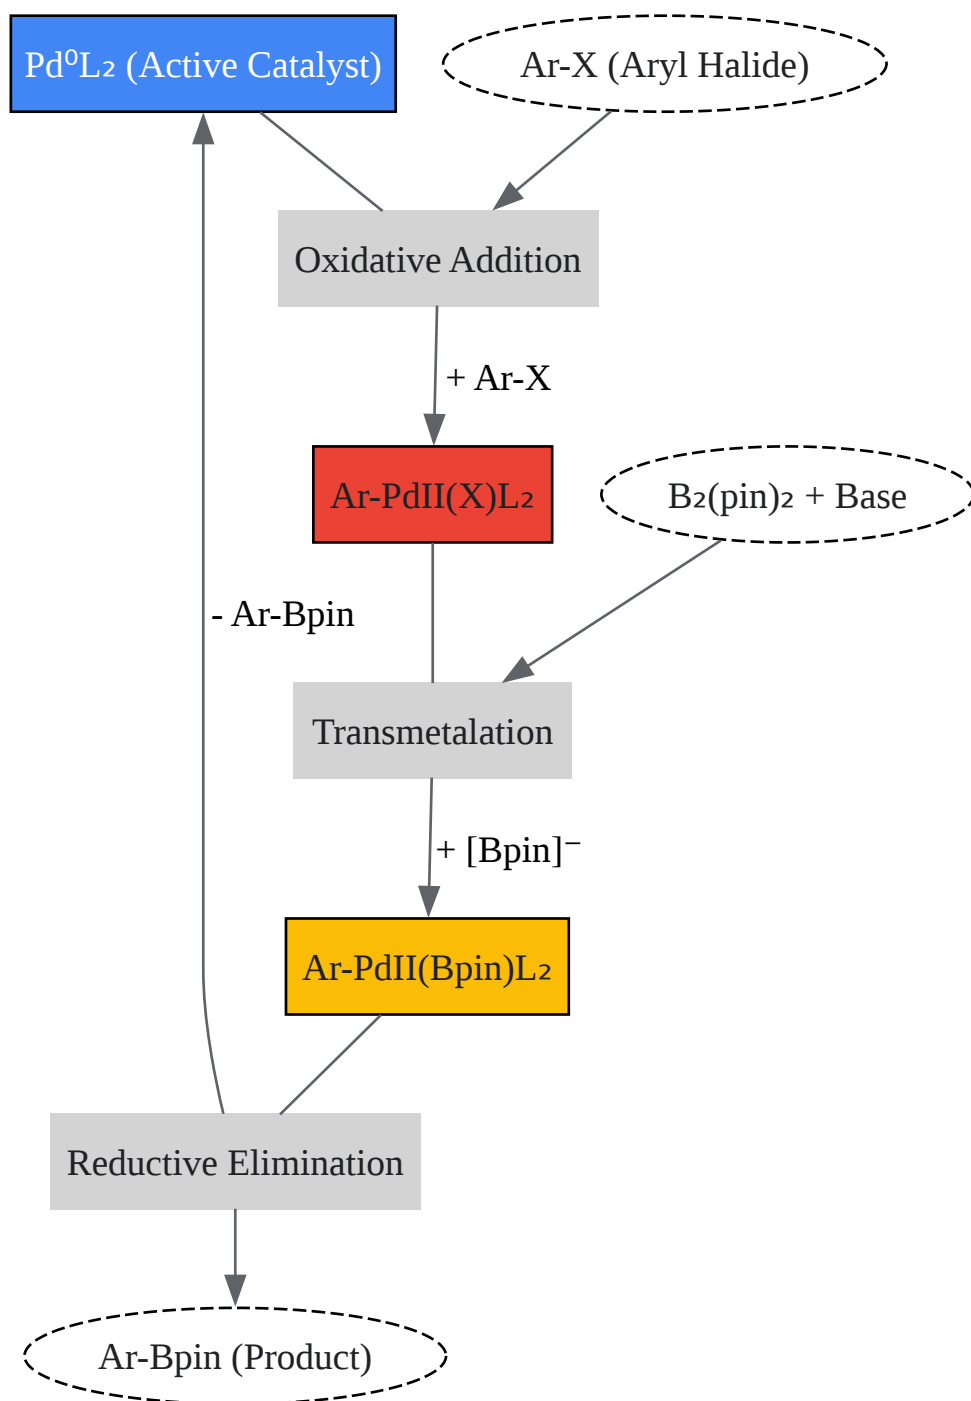 Pd⁰L₂ (Active Catalyst)
Ar-X (Aryl Halide)
Oxidative Addition
+ Ar-X
Ar-PdII(X)L₂
B₂(pin)₂ + Base
- Ar-Bpin
Transmetalation
+ [Bpin]⁻
Ar-PdII(Bpin)L₂
Reductive Elimination
Ar-Bpin (Product)